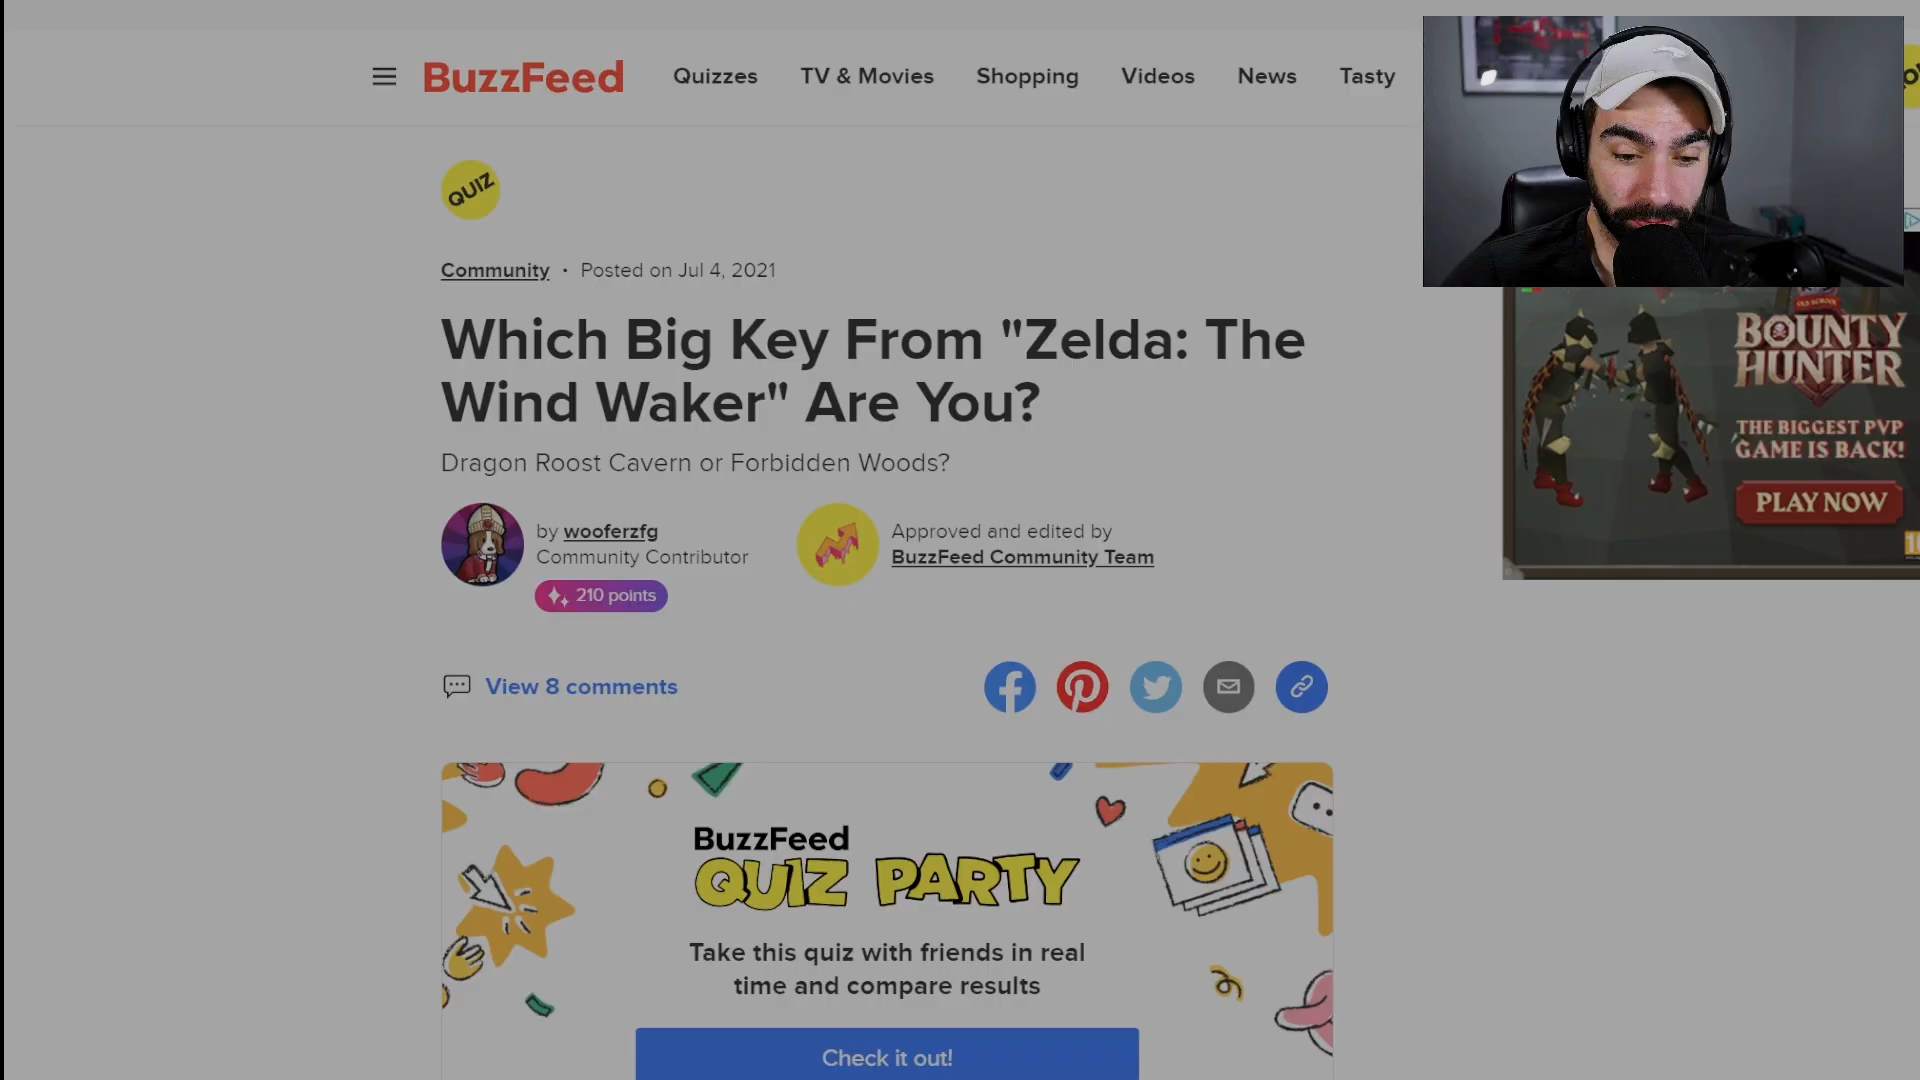 BuzzFeed Quizzes TV & Movies Shopping Videos News Tasty
QUIZ
Community · Posted on Jul 4, 2021
Which Big Key From "Zelda: The
Wind Waker" Are You?
Dragon Roost Cavern or Forbidden Woods?
by wooferzfg
Community Contributor
210 points
Approved and edited by
BuzzFeed Community Team
View 8 comments
BuzzFeed
QUIZ PARTY
Take this quiz with friends in real
time and compare results
Check it out!
OLD SCHOOL
BOUNTY
HUNTER
THE BIGGEST PVP
GAME IS BACK!
PLAY NOW